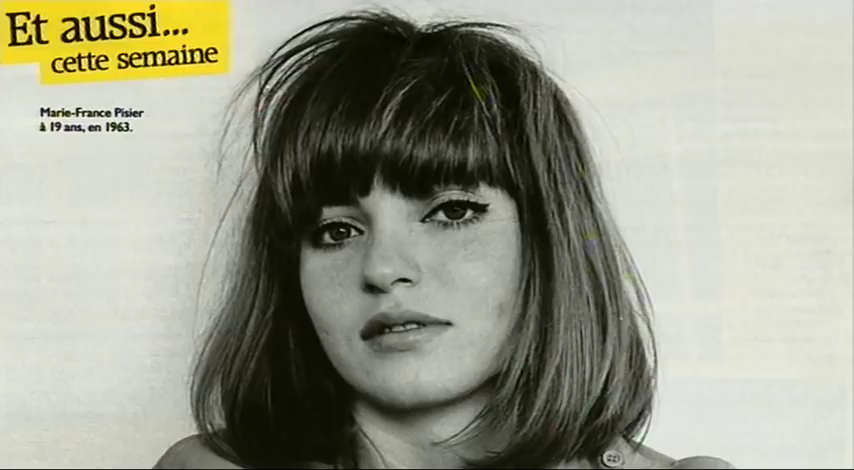 Et aussi...
cette semaine
Marie-France Pisier
à 19 ans, en 1963.